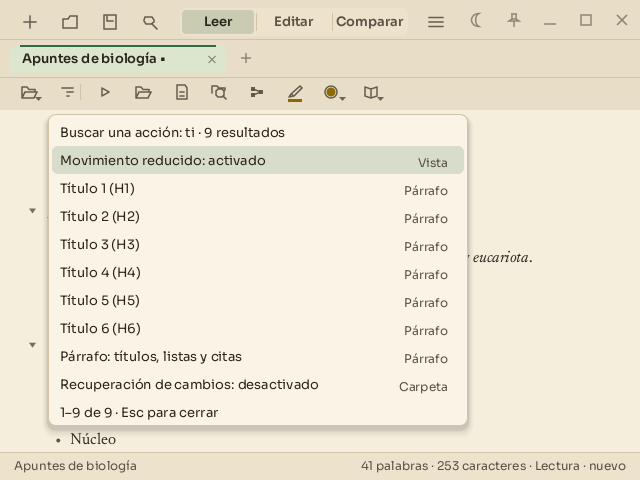 Leer Editar Comparar
Apuntes de biología •
Buscar una acción: ti · 9 resultados
Movimiento reducido: activado Vista
Título 1 (H1) Párrafo
Título 2 (H2) Párrafo
Título 3 (H3) Párrafo
Título 4 (H4) Párrafo
Título 5 (H5) Párrafo
Título 6 (H6) Párrafo
Párrafo: títulos, listas y citas Párrafo
Recuperación de cambios: desactivado Carpeta
1–9 de 9 · Esc para cerrar
y eucariota.
• Núcleo
Apuntes de biología 41 palabras · 253 caracteres · Lectura · nuevo